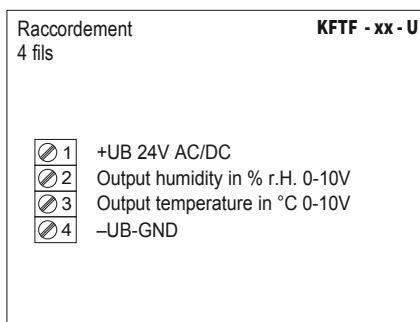 Raccordement KFTF - xx - U
4 fils
1 +UB 24V AC/DC
2 Output humidity in % r.H. 0-10V
3 Output temperature in °C 0-10V
4 –UB-GND